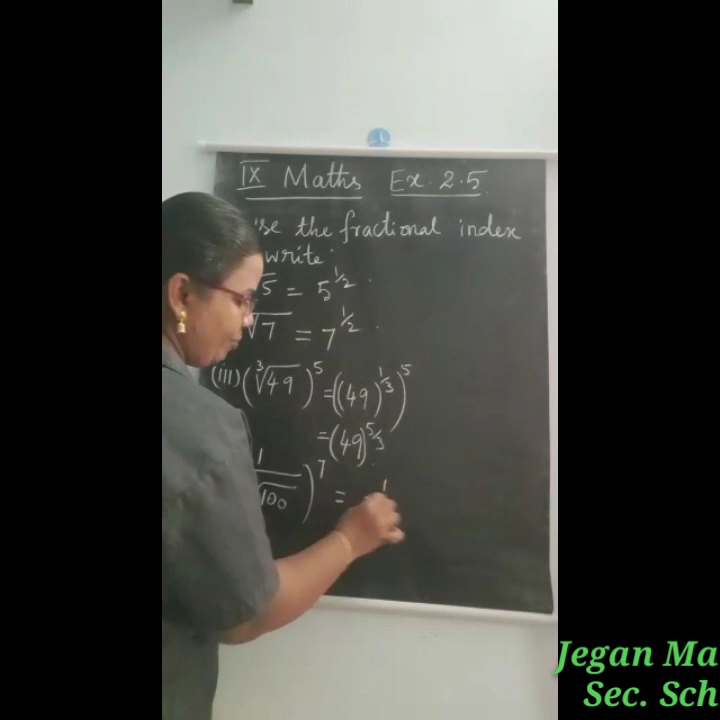 IX Maths Ex. 2.5
the fractional index
write
√5 = 5^1/2
√7 = 7^1/2
(iii) (∛49)^5 = ((49)^1/3)^5
= (49)^5/3
1/√100)^7 = 1
Jegan Ma
Sec. Sch